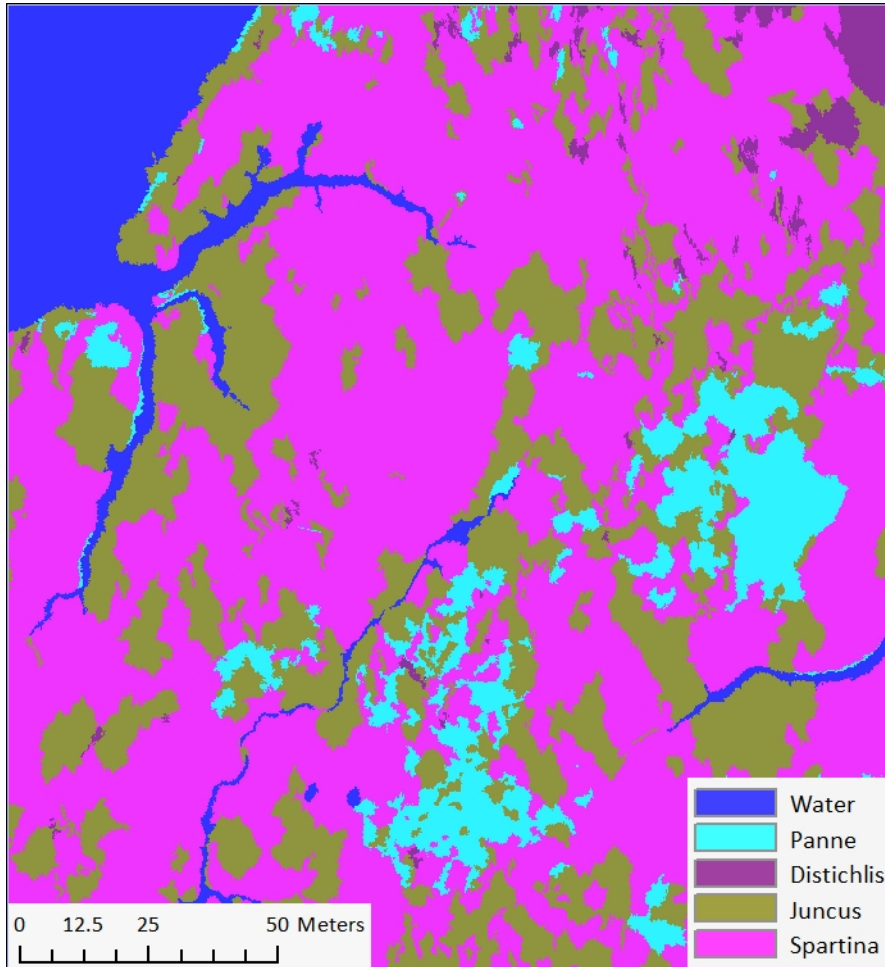 Water
Panne
Distichlis
Juncus
Spartina
0 12.5 25 50 Meters